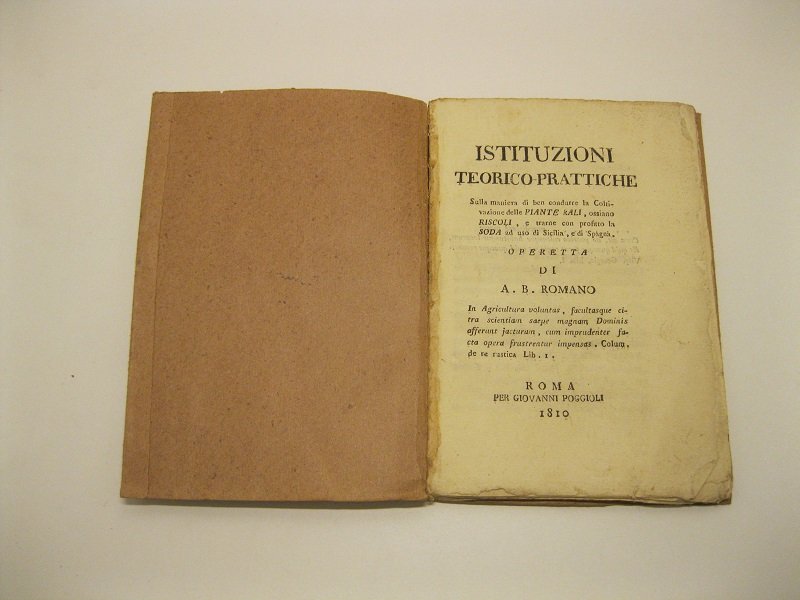 ISTITUZIONI
TEORICO-PRATTICHE
Sulla maniera di ben condurre la Colti-
vazione delle PIANTE KALI, ossiano
RISCOLI, e trarne con profitto la
SODA ad uso di Sicilia, e di Spagna.
OPERETTA
DI
A. B. ROMANO
In Agricultura voluntas, facultasque ci-
tra scientiam saepe magnam Dominis
afferunt jacturam, cum imprudenter fa-
cta opera frustrentur impensas. Colum.
de re rustica Lib. 1.
ROMA
PER GIOVANNI POGGIOLI
1810